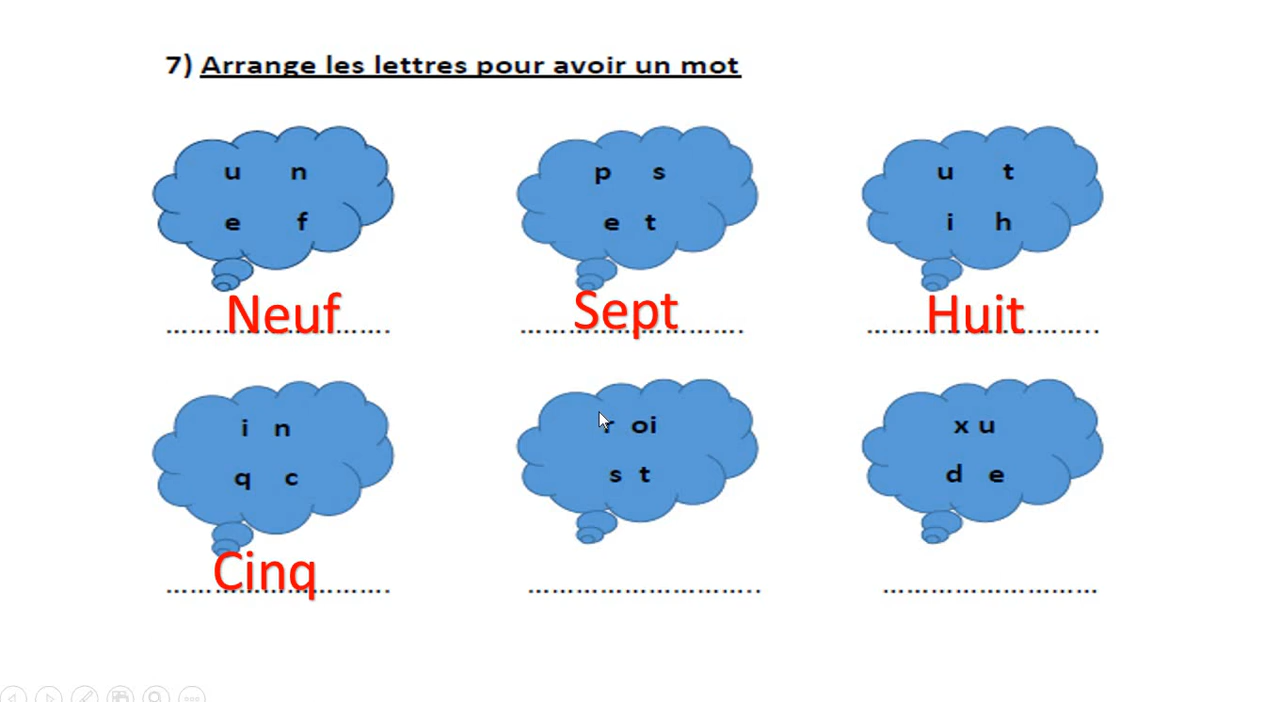 7) Arrange les lettres pour avoir un mot
u n
e f
Neuf
……………………….
p s
e t
Sept
……………………….
u t
i h
Huit
………………………..
i n
q c
Cinq
……………………….
r oi
s t
………………………..
x u
d e
………………………